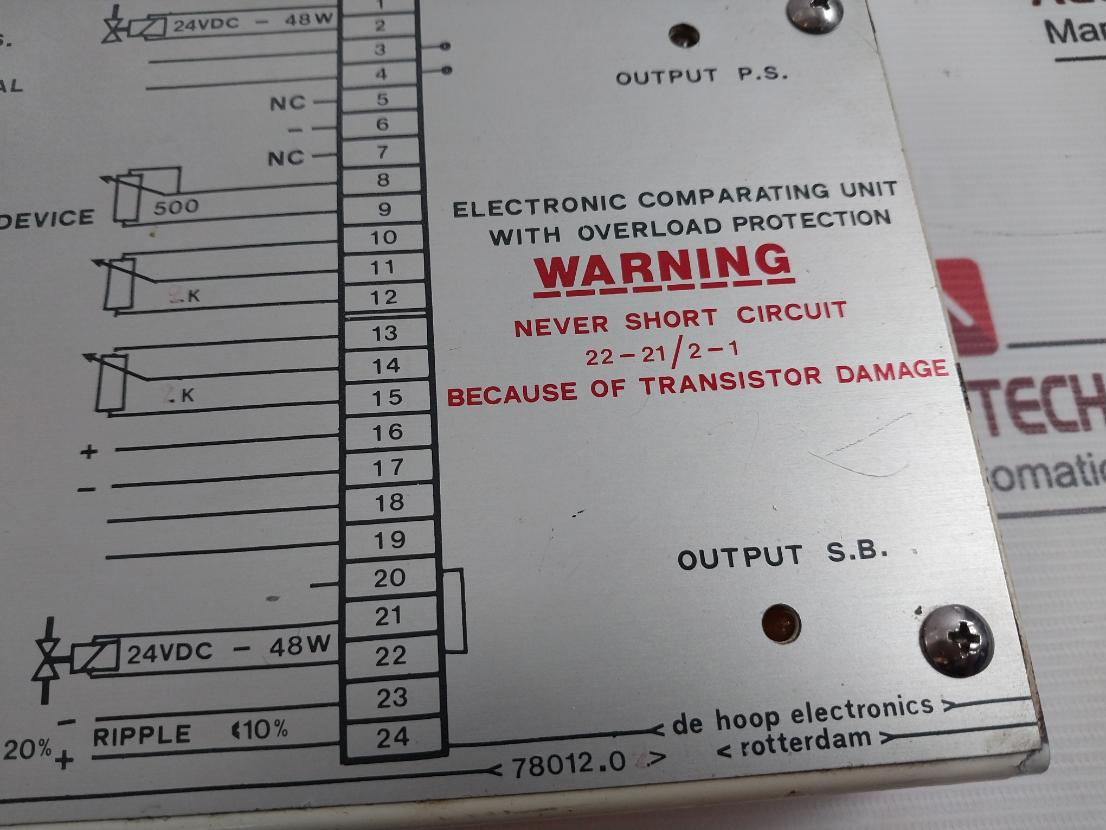 S.
AL
24VDC - 48W
1
2
3
4
NC
5
-
6
NC
7
8
DEVICE
500
9
10
11
.K
12
13
14
.K
15
+
16
-
17
18
19
20
21
24VDC - 48W
22
-
23
20%
+
RIPPLE <10%
24
OUTPUT P.S.
ELECTRONIC COMPARATING UNIT
WITH OVERLOAD PROTECTION
WARNING
NEVER SHORT CIRCUIT
22-21/2-1
BECAUSE OF TRANSISTOR DAMAGE
OUTPUT S.B.
< de hoop electronics >
< rotterdam >
< 78012.0 >
Mar
TECH
omatic